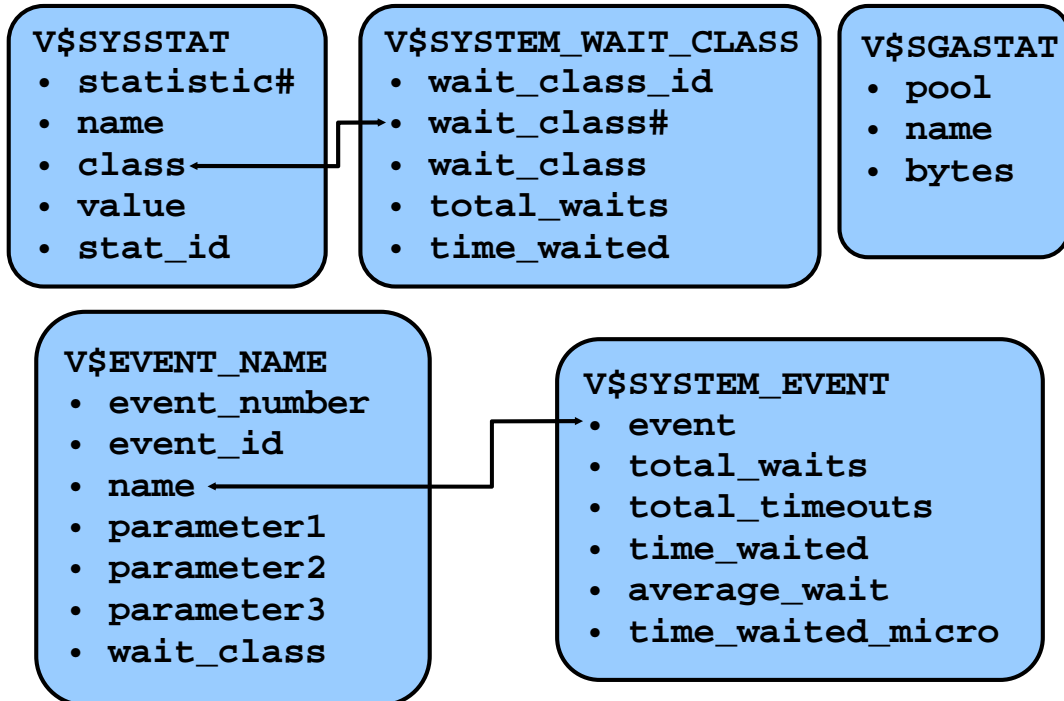 V$SYSSTAT
• statistic#
• name
• class
• value
• stat_id
V$SYSTEM_WAIT_CLASS
• wait_class_id
• wait_class#
• wait_class
• total_waits
• time_waited
V$SGASTAT
• pool
• name
• bytes
V$EVENT_NAME
• event_number
• event_id
• name
• parameter1
• parameter2
• parameter3
• wait_class
V$SYSTEM_EVENT
• event
• total_waits
• total_timeouts
• time_waited
• average_wait
• time_waited_micro